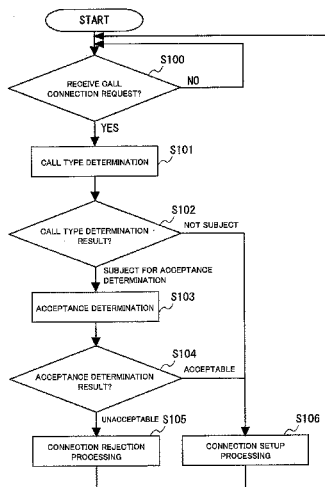 START
S100
RECEIVE CALL
CONNECTION REQUEST?
NO
YES
S101
CALL TYPE DETERMINATION
S102
CALL TYPE DETERMINATION
RESULT?
NOT SUBJECT
SUBJECT FOR ACCEPTANCE
DETERMINATION
S103
ACCEPTANCE DETERMINATION
S104
ACCEPTANCE DETERMINATION
RESULT?
ACCEPTABLE
UNACCEPTABLE
S105
CONNECTION REJECTION
PROCESSING
S106
CONNECTION SETUP
PROCESSING